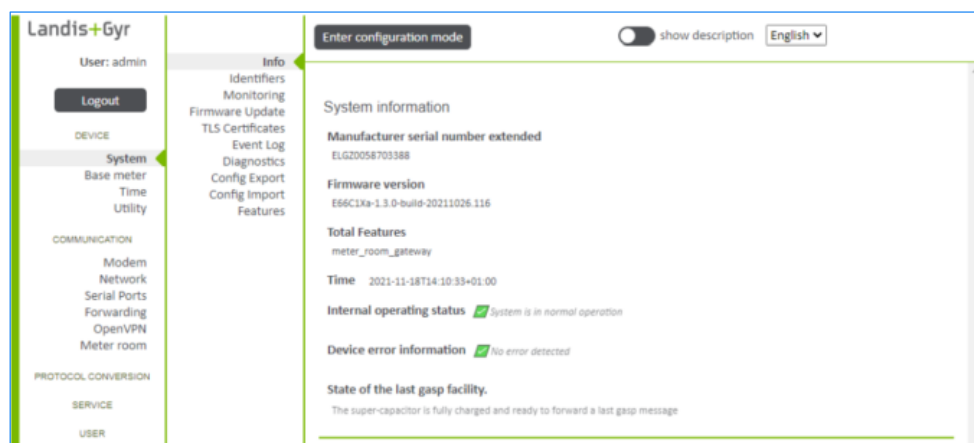 Landis+Gyr
User: admin
Logout
DEVICE
System
Base meter
Time
Utility
COMMUNICATION
Modem
Network
Serial Ports
Forwarding
OpenVPN
Meter room
PROTOCOL CONVERSION
SERVICE
USER
Info
Identifiers
Monitoring
Firmware Update
TLS Certificates
Event Log
Diagnostics
Config Export
Config Import
Features
Enter configuration mode
show description
English
System information
Manufacturer serial number extended
ELGZ0058703388
Firmware version
E66C1Xa-1.3.0-build-20211026.116
Total Features
meter_room_gateway
Time 2021-11-18T14:10:33+01:00
Internal operating status System is in normal operation
Device error information No error detected
State of the last gasp facility.
The super-capacitor is fully charged and ready to forward a last gasp message